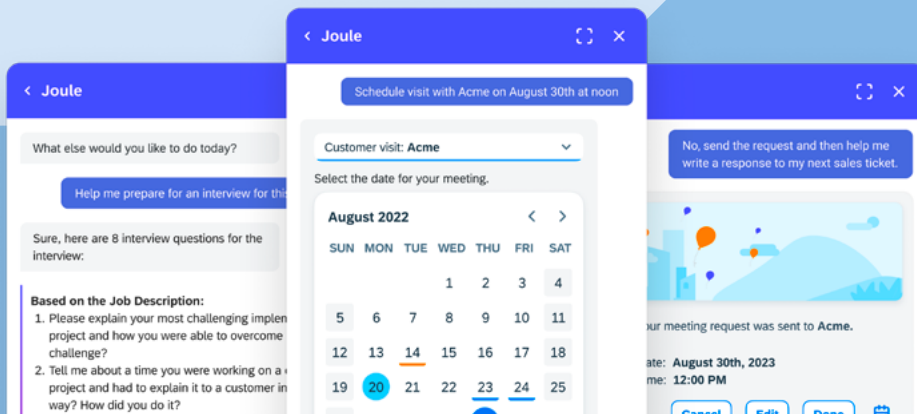 Joule
What else would you like to do today?
Help me prepare for an interview for this
Sure, here are 8 interview questions for the
interview:
Based on the Job Description:
1. Please explain your most challenging implem
project and how you were able to overcome
challenge?
2. Tell me about a time you were working on a
project and had to explain it to a customer in
way? How did you do it?
Joule
Schedule visit with Acme on August 30th at noon
Customer visit: Acme
Select the date for your meeting.
August 2022
SUN MON TUE WED THU FRI SAT
1 2 3 4
5 6 7 8 9 10 11
12 13 14 15 16 17 18
19 20 21 22 23 24 25
No, send the request and then help me
write a response to my next sales ticket.
our meeting request was sent to Acme.
ate: August 30th, 2023
me: 12:00 PM
Cancel Edit Done